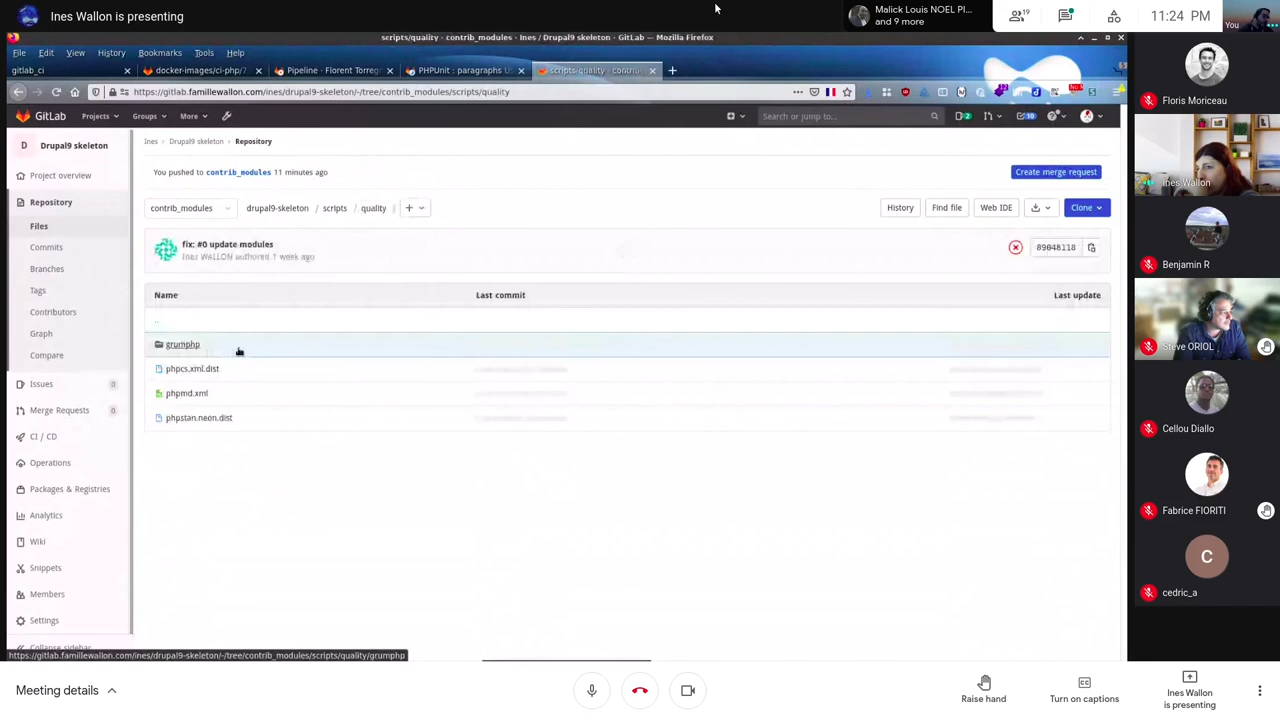 Ines Wallon is presenting
Malick Louis NOEL Pl...
and 9 more
19
11:24 PM
You
scripts/quality · contrib_modules · Ines / Drupal9 skeleton · GitLab — Mozilla Firefox
File Edit View History Bookmarks Tools Help
gitlab_ci
docker-images/ci-php/7
Pipeline · Florent Torregr
PHPUnit : paragraphs Us
scripts/quality · contrib
https://gitlab.famillewallon.com/ines/drupal9-skeleton/-/tree/contrib_modules/scripts/quality
GitLab Projects Groups More
Search or jump to...
2
10
D Drupal9 skeleton
Project overview
Repository
Files
Commits
Branches
Tags
Contributors
Graph
Compare
Issues 0
Merge Requests 0
CI / CD
Operations
Packages & Registries
Analytics
Wiki
Snippets
Members
Settings
Collapse sidebar
Ines › Drupal9 skeleton › Repository
You pushed to contrib_modules 11 minutes ago
Create merge request
contrib_modules
drupal9-skeleton / scripts / quality /
History
Find file
Web IDE
Clone
fix: #0 update modules
Ines WALLON authored 1 week ago
89048118
Name Last commit Last update
..
grumphp
phpcs.xml.dist
phpmd.xml
phpstan.neon.dist
https://gitlab.famillewallon.com/ines/drupal9-skeleton/-/tree/contrib_modules/scripts/quality/grumphp
Floris Moriceau
Ines Wallon
Benjamin R
Steve ORIOL
Cellou Diallo
Fabrice FIORITI
C
cedric_a
Meeting details
Raise hand
Turn on captions
Ines Wallon
is presenting